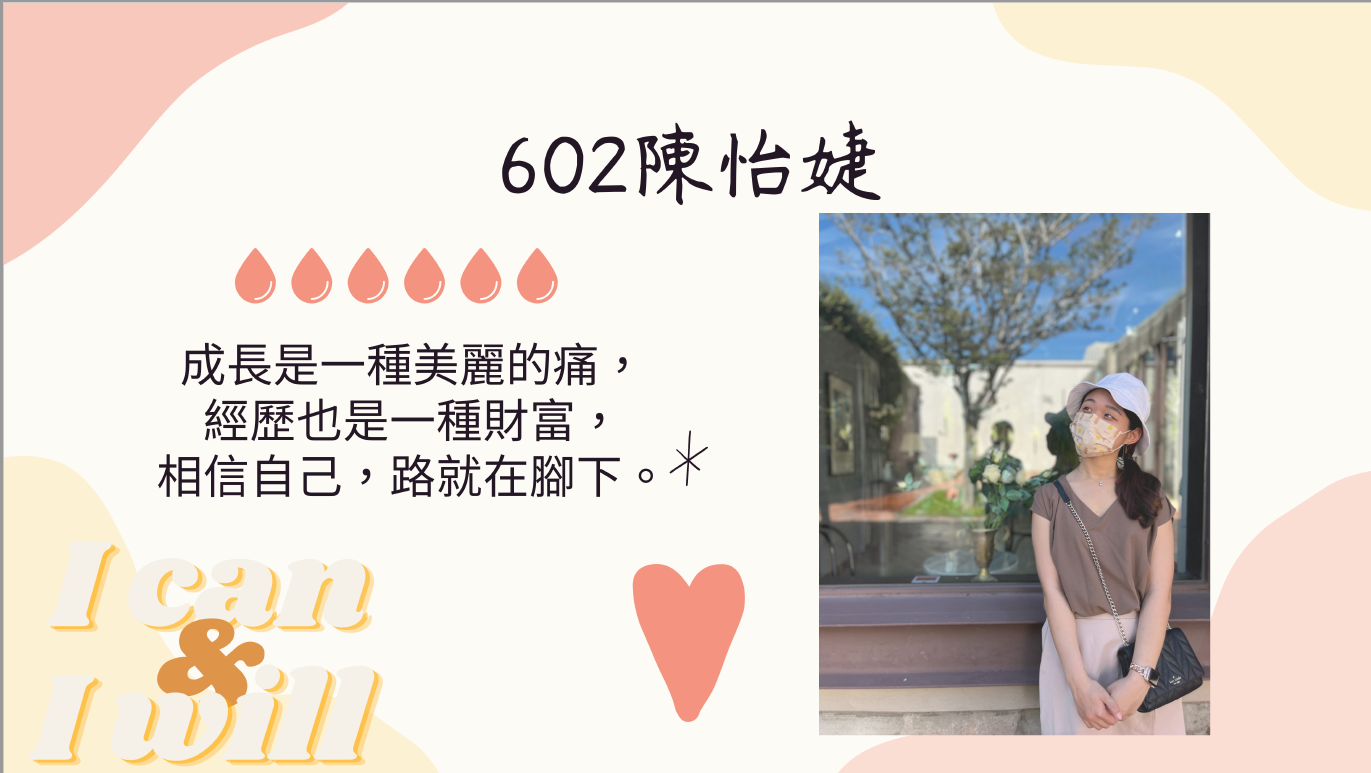 602陳怡婕
成長是一種美麗的痛，
經歷也是一種財富，
相信自己，路就在腳下。
I can
&
I will